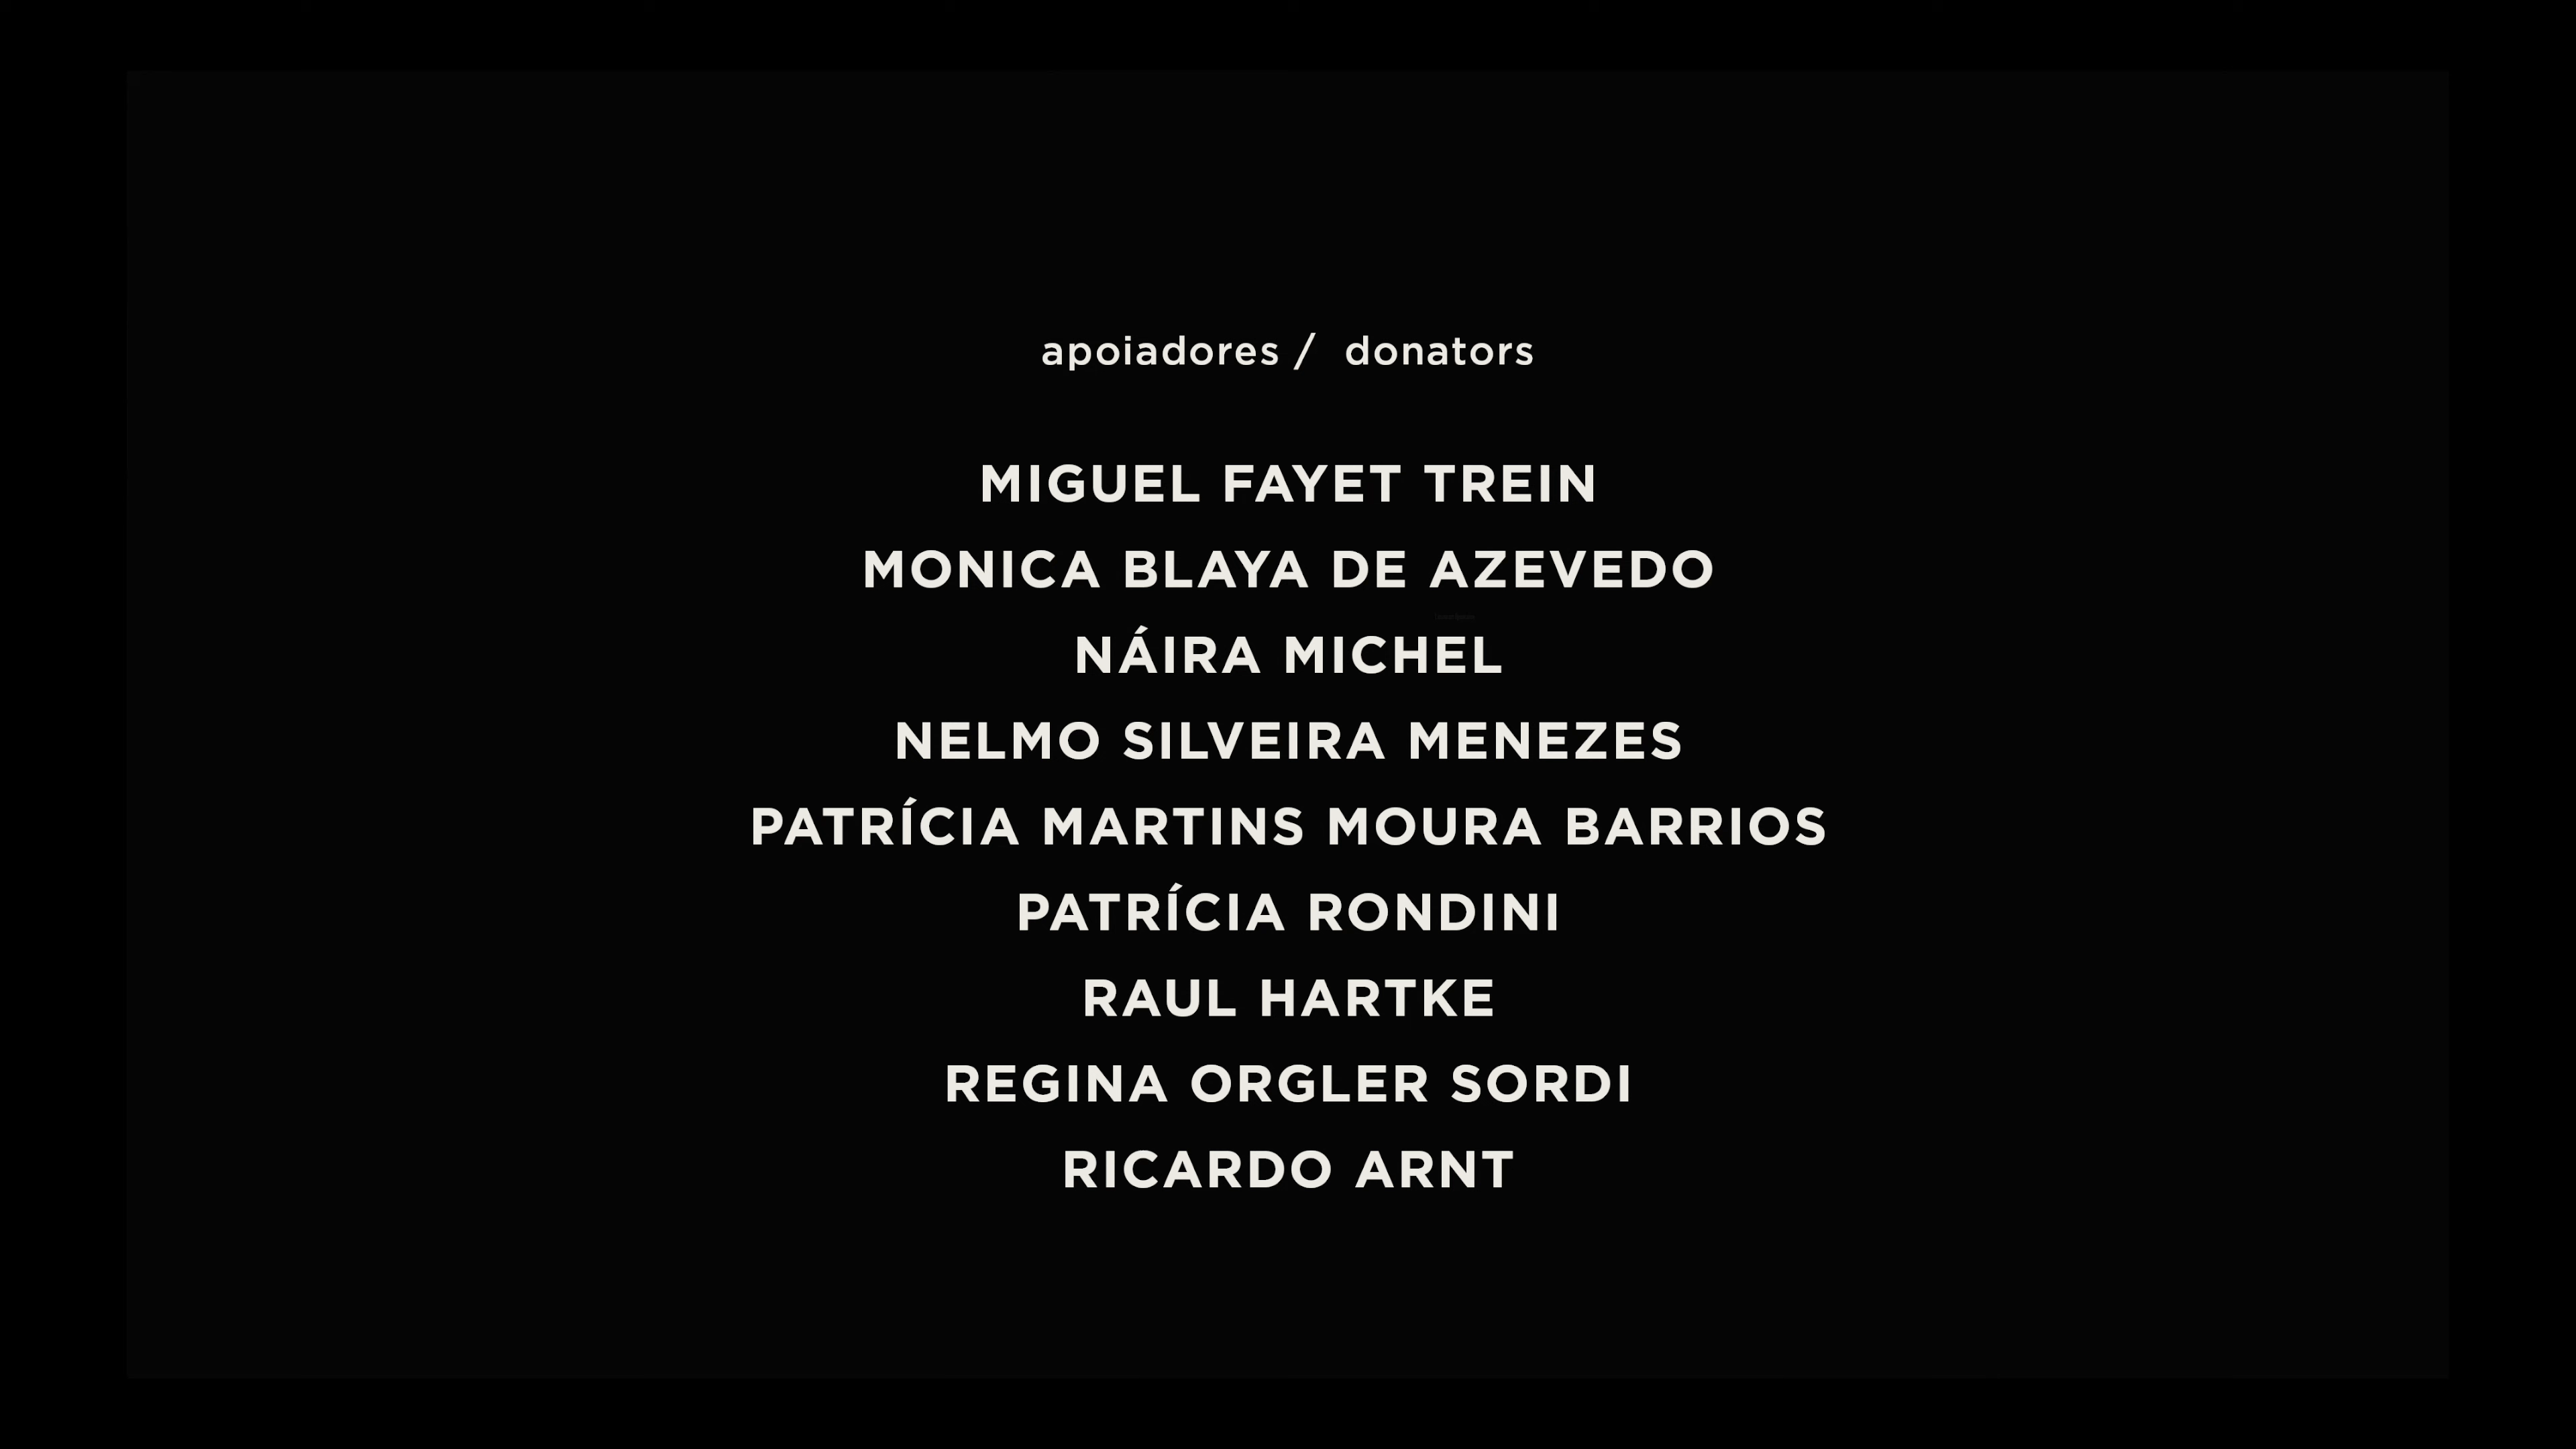 apoiadores / donators
MIGUEL FAYET TREIN
MONICA BLAYA DE AZEVEDO
NÁIRA MICHEL
NELMO SILVEIRA MENEZES
PATRÍCIA MARTINS MOURA BARRIOS
PATRÍCIA RONDINI
RAUL HARTKE
REGINA ORGLER SORDI
RICARDO ARNT